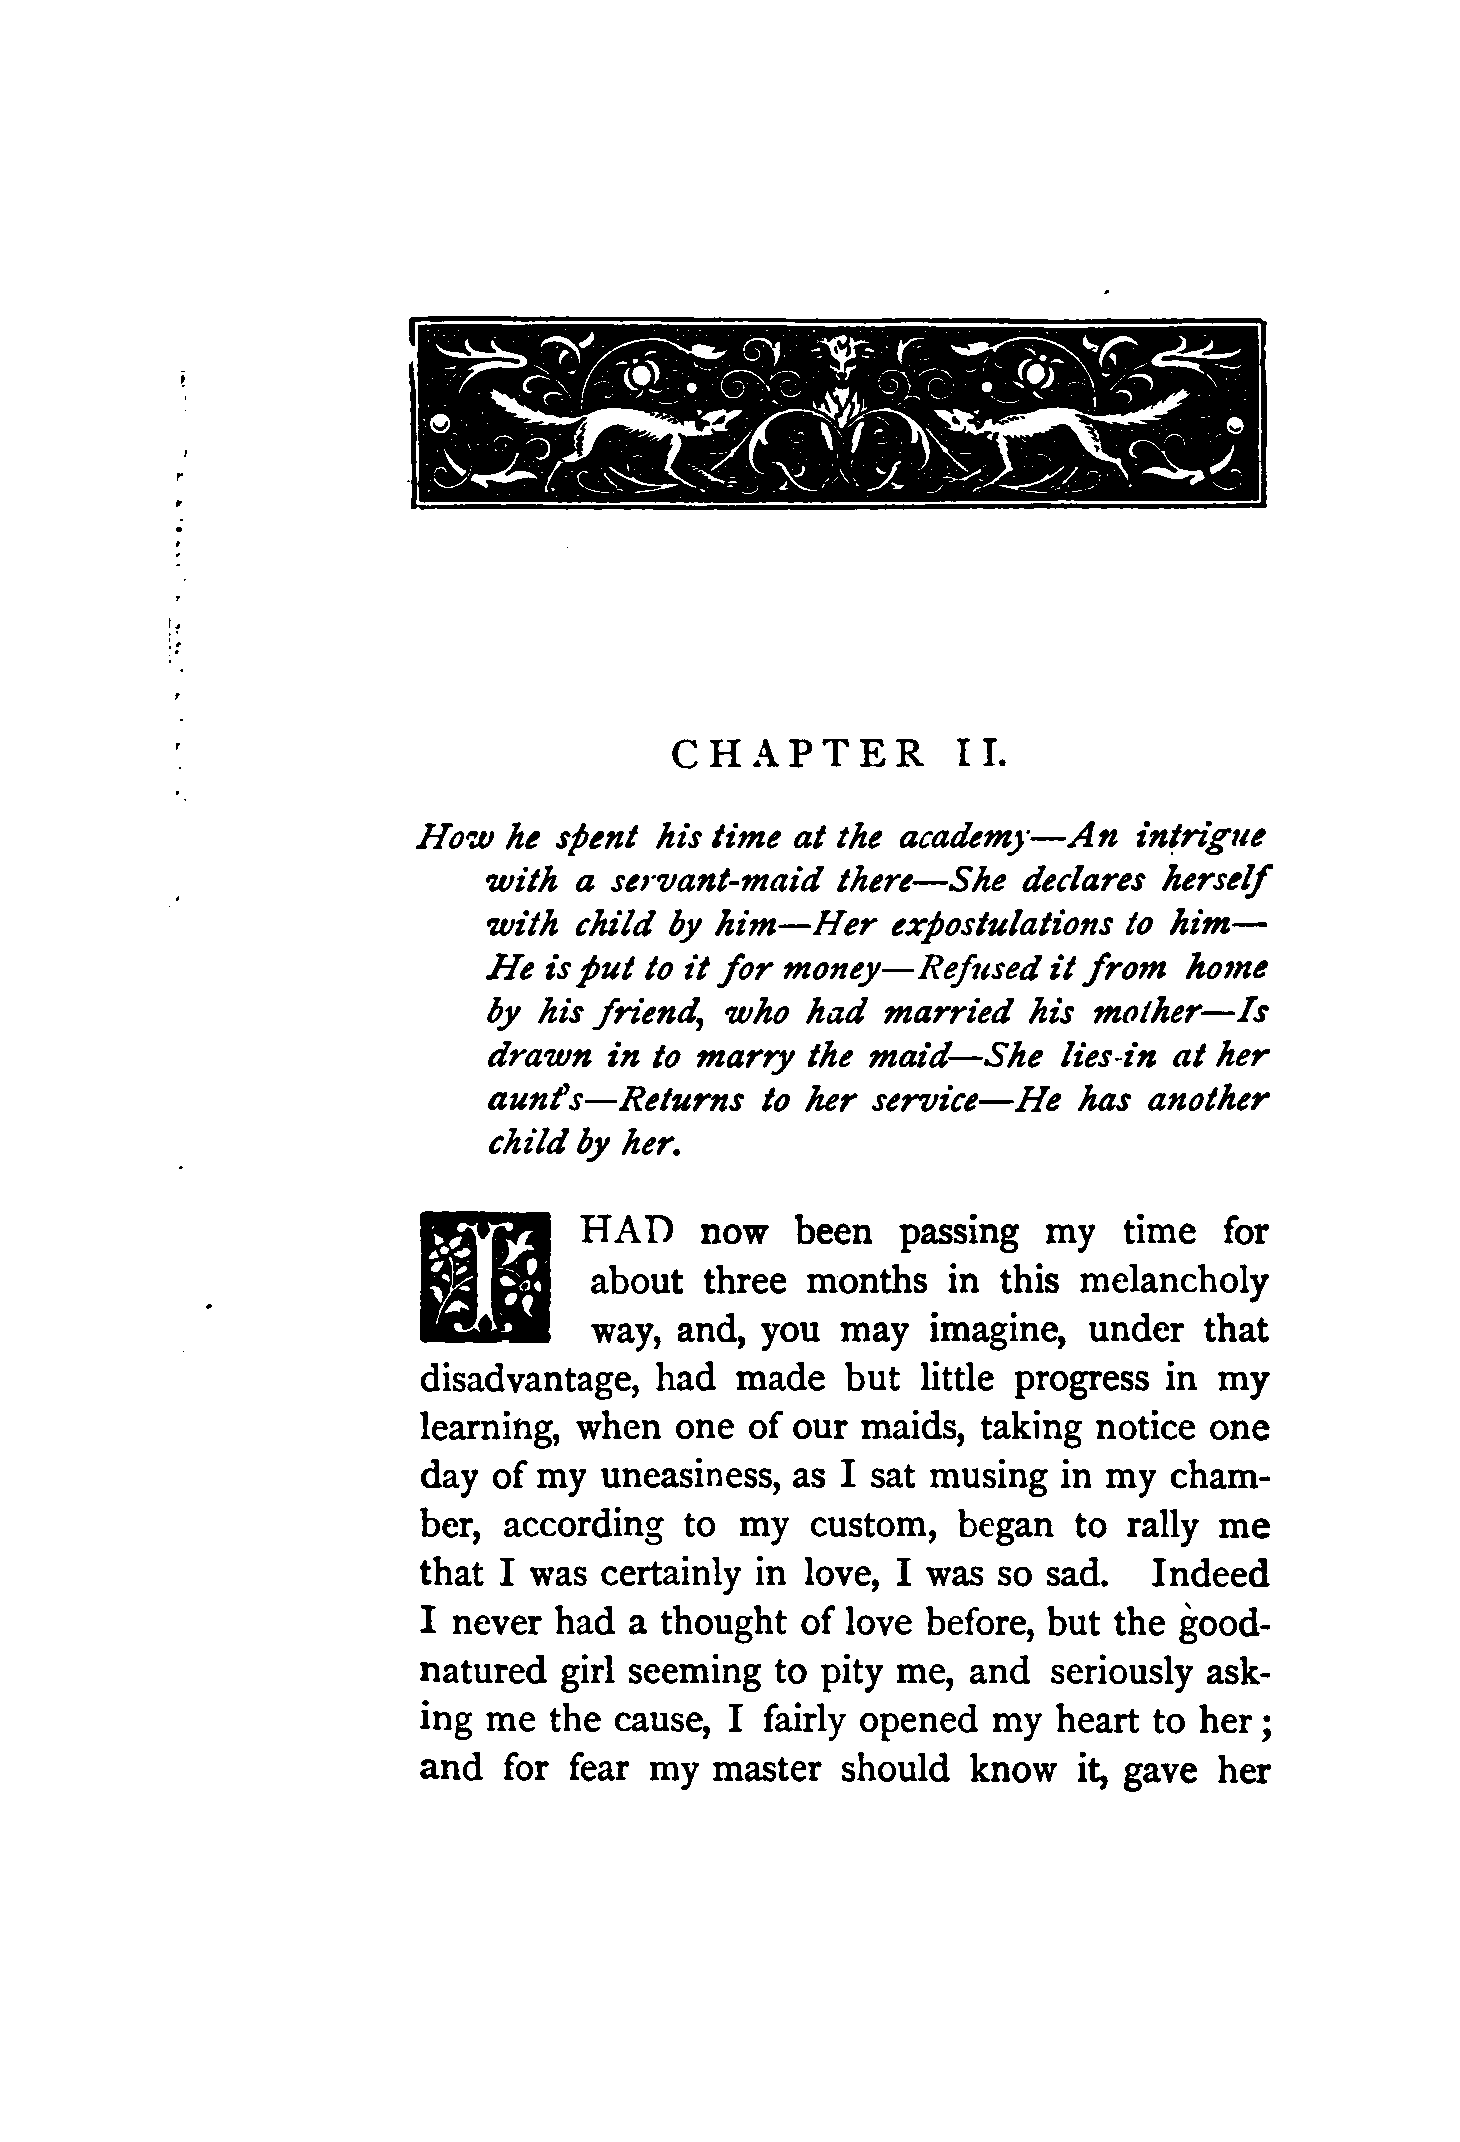 CHAPTER II.
How he spent his time at the academy—An intrigue
with a servant-maid there—She declares herself
with child by him—Her expostulations to him—
He is put to it for money—Refused it from home
by his friend, who had married his mother—Is
drawn in to marry the maid—She lies-in at her
aunt's—Returns to her service—He has another
child by her.
I HAD now been passing my time for
about three months in this melancholy
way, and, you may imagine, under that
disadvantage, had made but little progress in my
learning, when one of our maids, taking notice one
day of my uneasiness, as I sat musing in my cham-
ber, according to my custom, began to rally me
that I was certainly in love, I was so sad. Indeed
I never had a thought of love before, but the good-
natured girl seeming to pity me, and seriously ask-
ing me the cause, I fairly opened my heart to her;
and for fear my master should know it, gave her